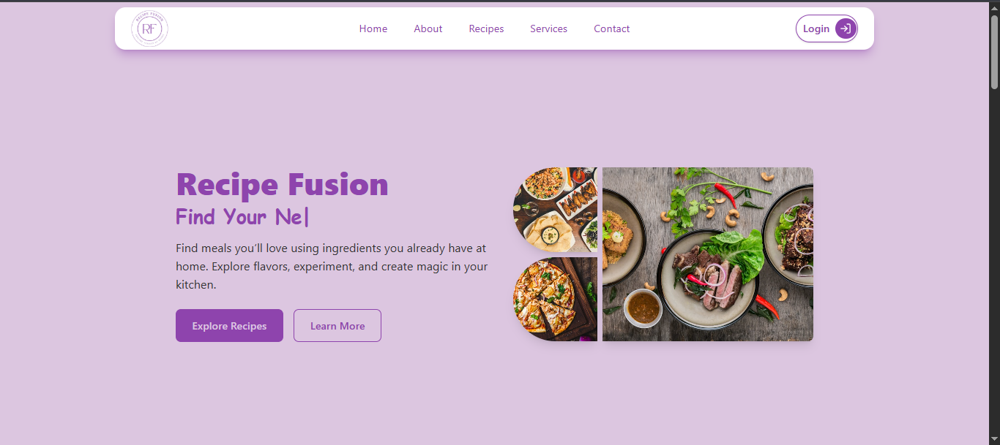 RECIPE FUSION
RF
Home
About
Recipes
Services
Contact
Login
Recipe Fusion
Find Your Ne|
Find meals you'll love using ingredients you already have at
home. Explore flavors, experiment, and create magic in your
kitchen.
Explore Recipes
Learn More